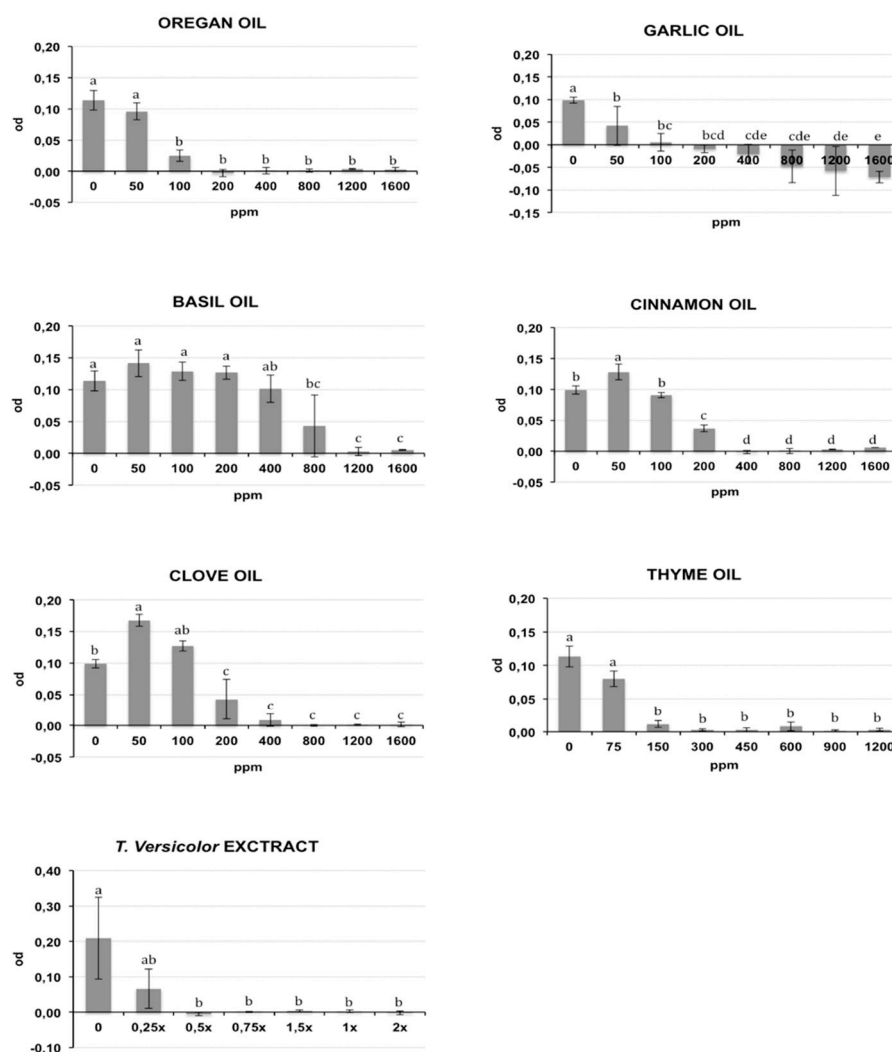 OREGAN OIL
0,20
0,15
0,10
0,05
0,00
-0,05
od
a a b b b b b b
0 50 100 200 400 800 1200 1600
ppm
GARLIC OIL
0,20
0,15
0,10
0,05
0,00
-0,05
-0,10
-0,15
od
a b bc bcd cde cde de e
0 50 100 200 400 800 1200 1600
ppm
BASIL OIL
0,20
0,15
0,10
0,05
0,00
-0,05
od
a a a a ab bc c c
0 50 100 200 400 800 1200 1600
ppm
CINNAMON OIL
0,20
0,15
0,10
0,05
0,00
-0,05
od
b a b c d d d d
0 50 100 200 400 800 1200 1600
ppm
CLOVE OIL
0,20
0,15
0,10
0,05
0,00
-0,05
od
b a ab c c c c c
0 50 100 200 400 800 1200 1600
ppm
THYME OIL
0,20
0,15
0,10
0,05
0,00
od
a a b b b b b b
0 75 150 300 450 600 900 1200
ppm
T. Versicolor EXCTRACT
0,40
0,30
0,20
0,10
0,00
-0,10
od
a ab b b b b b
0 0,25x 0,5x 0,75x 1,5x 1x 2x